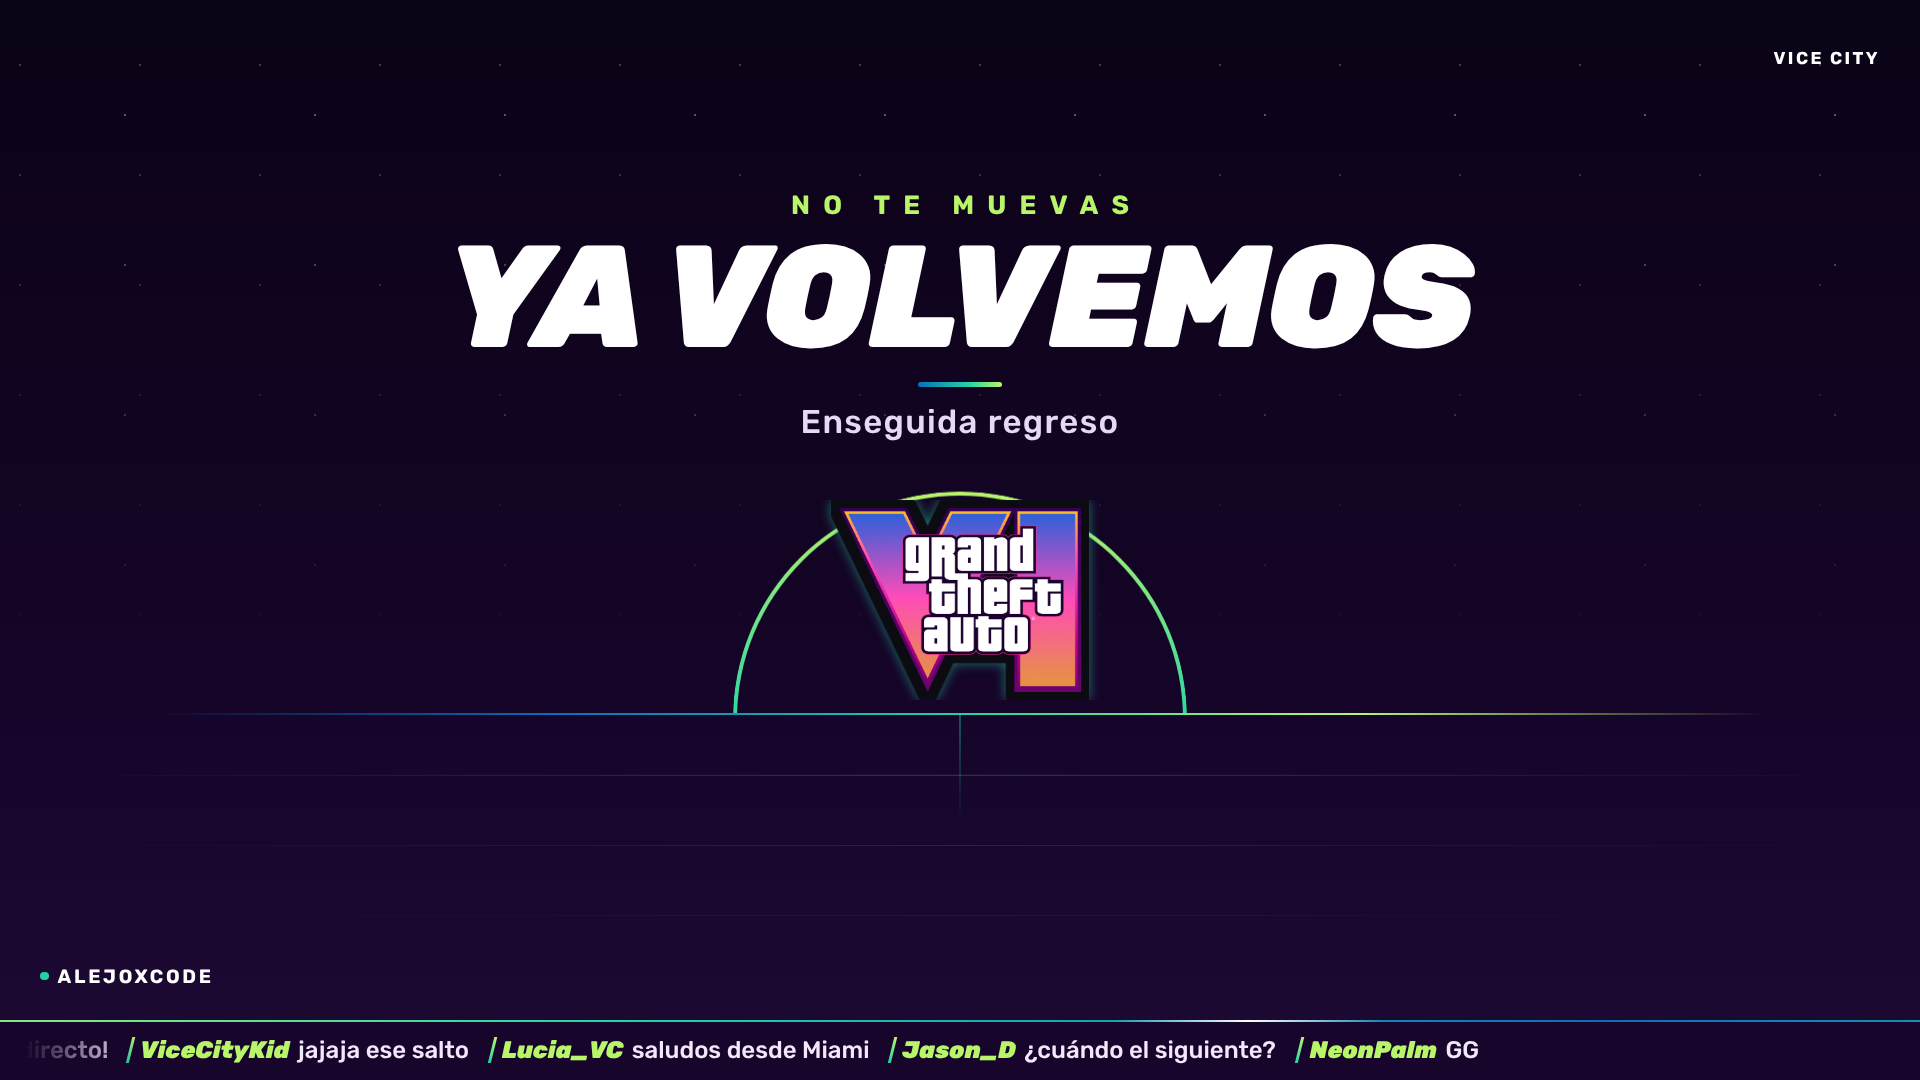 VICE CITY
NO TE MUEVAS
YA VOLVEMOS
Enseguida regreso
VI
grand
theft
auto
ALEJOXCODE
irecto! / ViceCityKid jajaja ese salto / Lucia_VC saludos desde Miami / Jason_D ¿cuándo el siguiente? / NeonPalm GG